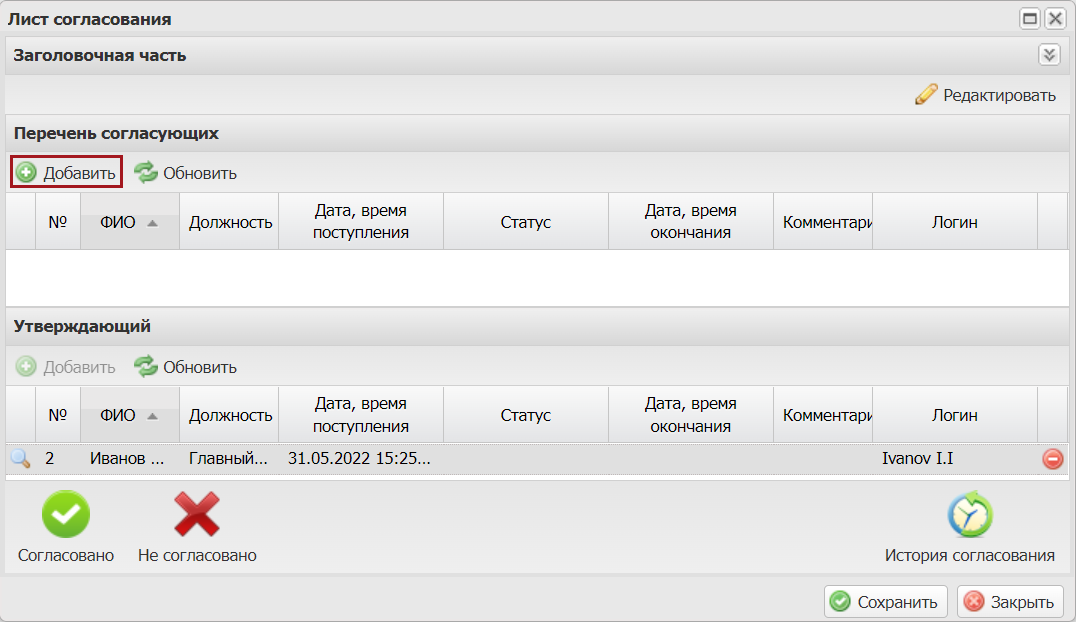 Лист согласования
Заголовочная часть
Редактировать
Перечень согласующих
Добавить Обновить
№ ФИО Должность Дата, время поступления Статус Дата, время окончания Комментари Логин
Утверждающий
Добавить Обновить
№ ФИО Должность Дата, время поступления Статус Дата, время окончания Комментари Логин
2 Иванов ... Главный... 31.05.2022 15:25... Ivanov I.I
Согласовано Не согласовано История согласования
Сохранить Закрыть